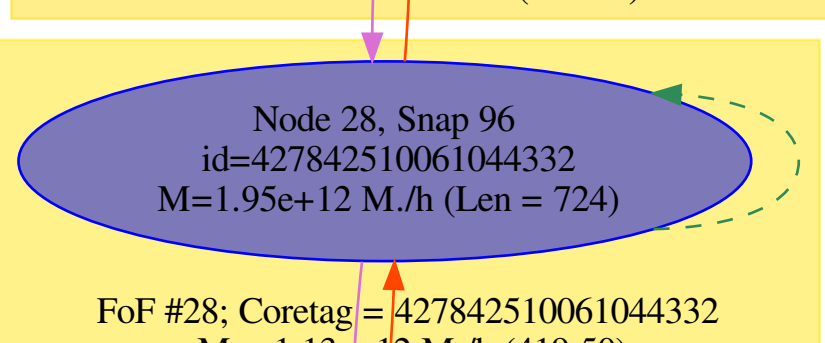 Node 28, Snap 96
id=427842510061044332
M=1.95e+12 M./h (Len = 724)
FoF #28; Coretag = 427842510061044332